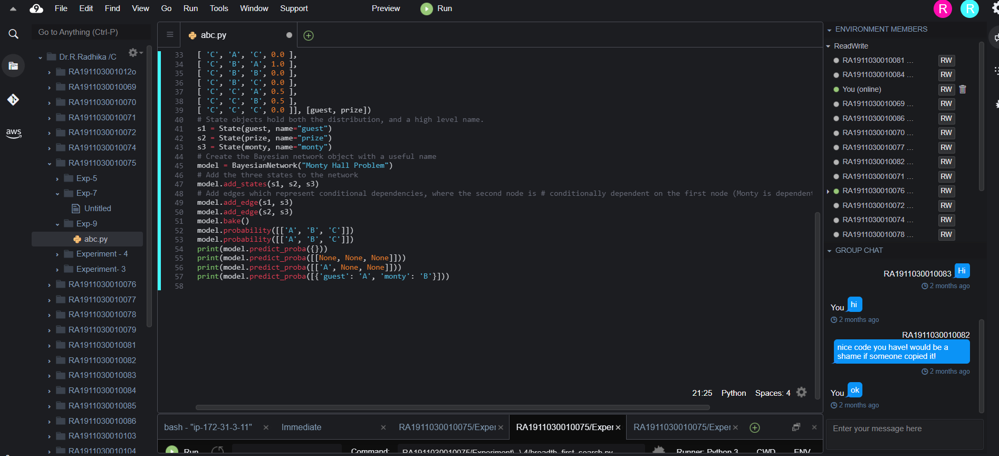 File Edit Find View Go Run Tools Window Support Preview Run R R
Go to Anything (Ctrl-P)
Dr.R.Radhika /C
RA191103001012o
RA1911030010069
RA1911030010070
RA1911030010071
RA1911030010072
RA1911030010074
RA1911030010075
Exp-5
Exp-7
Untitled
Exp-9
abc.py
Experiment - 4
Experiment- 3
RA1911030010076
RA1911030010077
RA1911030010078
RA1911030010079
RA1911030010081
RA1911030010082
RA1911030010083
RA1911030010084
RA1911030010085
RA1911030010086
RA1911030010103
RA1911030010104
aws
abc.py
33 [ 'C', 'A', 'C', 0.0 ],
34 [ 'C', 'B', 'A', 1.0 ],
35 [ 'C', 'B', 'B', 0.0 ],
36 [ 'C', 'B', 'C', 0.0 ],
37 [ 'C', 'C', 'A', 0.5 ],
38 [ 'C', 'C', 'B', 0.5 ],
39 [ 'C', 'C', 'C', 0.0 ]], [guest, prize])
40 # State objects hold both the distribution, and a high level name.
41 s1 = State(guest, name="guest")
42 s2 = State(prize, name="prize")
43 s3 = State(monty, name="monty")
44 # Create the Bayesian network object with a useful name
45 model = BayesianNetwork("Monty Hall Problem")
46 # Add the three states to the network
47 model.add_states(s1, s2, s3)
48 # Add edges which represent conditional dependencies, where the second node is # conditionally dependent on the first node (Monty is dependent
49 model.add_edge(s1, s3)
50 model.add_edge(s2, s3)
51 model.bake()
52 model.probability([['A', 'B', 'C']])
53 model.probability([['A', 'B', 'C']])
54 print(model.predict_proba({}))
55 print(model.predict_proba([[None, None, None]]))
56 print(model.predict_proba([['A', None, None]]))
57 print(model.predict_proba([{'guest': 'A', 'monty': 'B'}]))
58
21:25 Python Spaces: 4
bash - "ip-172-31-3-11" Immediate RA1911030010075/Exper RA1911030010075/Exper RA1911030010075/Exper
Run Command: RA1911030010075/Experiment\ -\ 4/breadth_first_search.py Runner: Python 3 CWD ENV
ENVIRONMENT MEMBERS
ReadWrite
RA1911030010081 ... RW
RA1911030010084 ... RW
You (online) RW
RA1911030010069 ... RW
RA1911030010086 ... RW
RA1911030010070 ... RW
RA1911030010077 ... RW
RA1911030010082 ... RW
RA1911030010071 ... RW
RA1911030010076 ... RW
RA1911030010072 ... RW
RA1911030010074 ... RW
RA1911030010078 ... RW
GROUP CHAT
RA1911030010083 Hi
2 months ago
You hi
2 months ago
RA1911030010082
nice code you have! would be a
shame if someone copied it!
2 months ago
You ok
2 months ago
Enter your message here